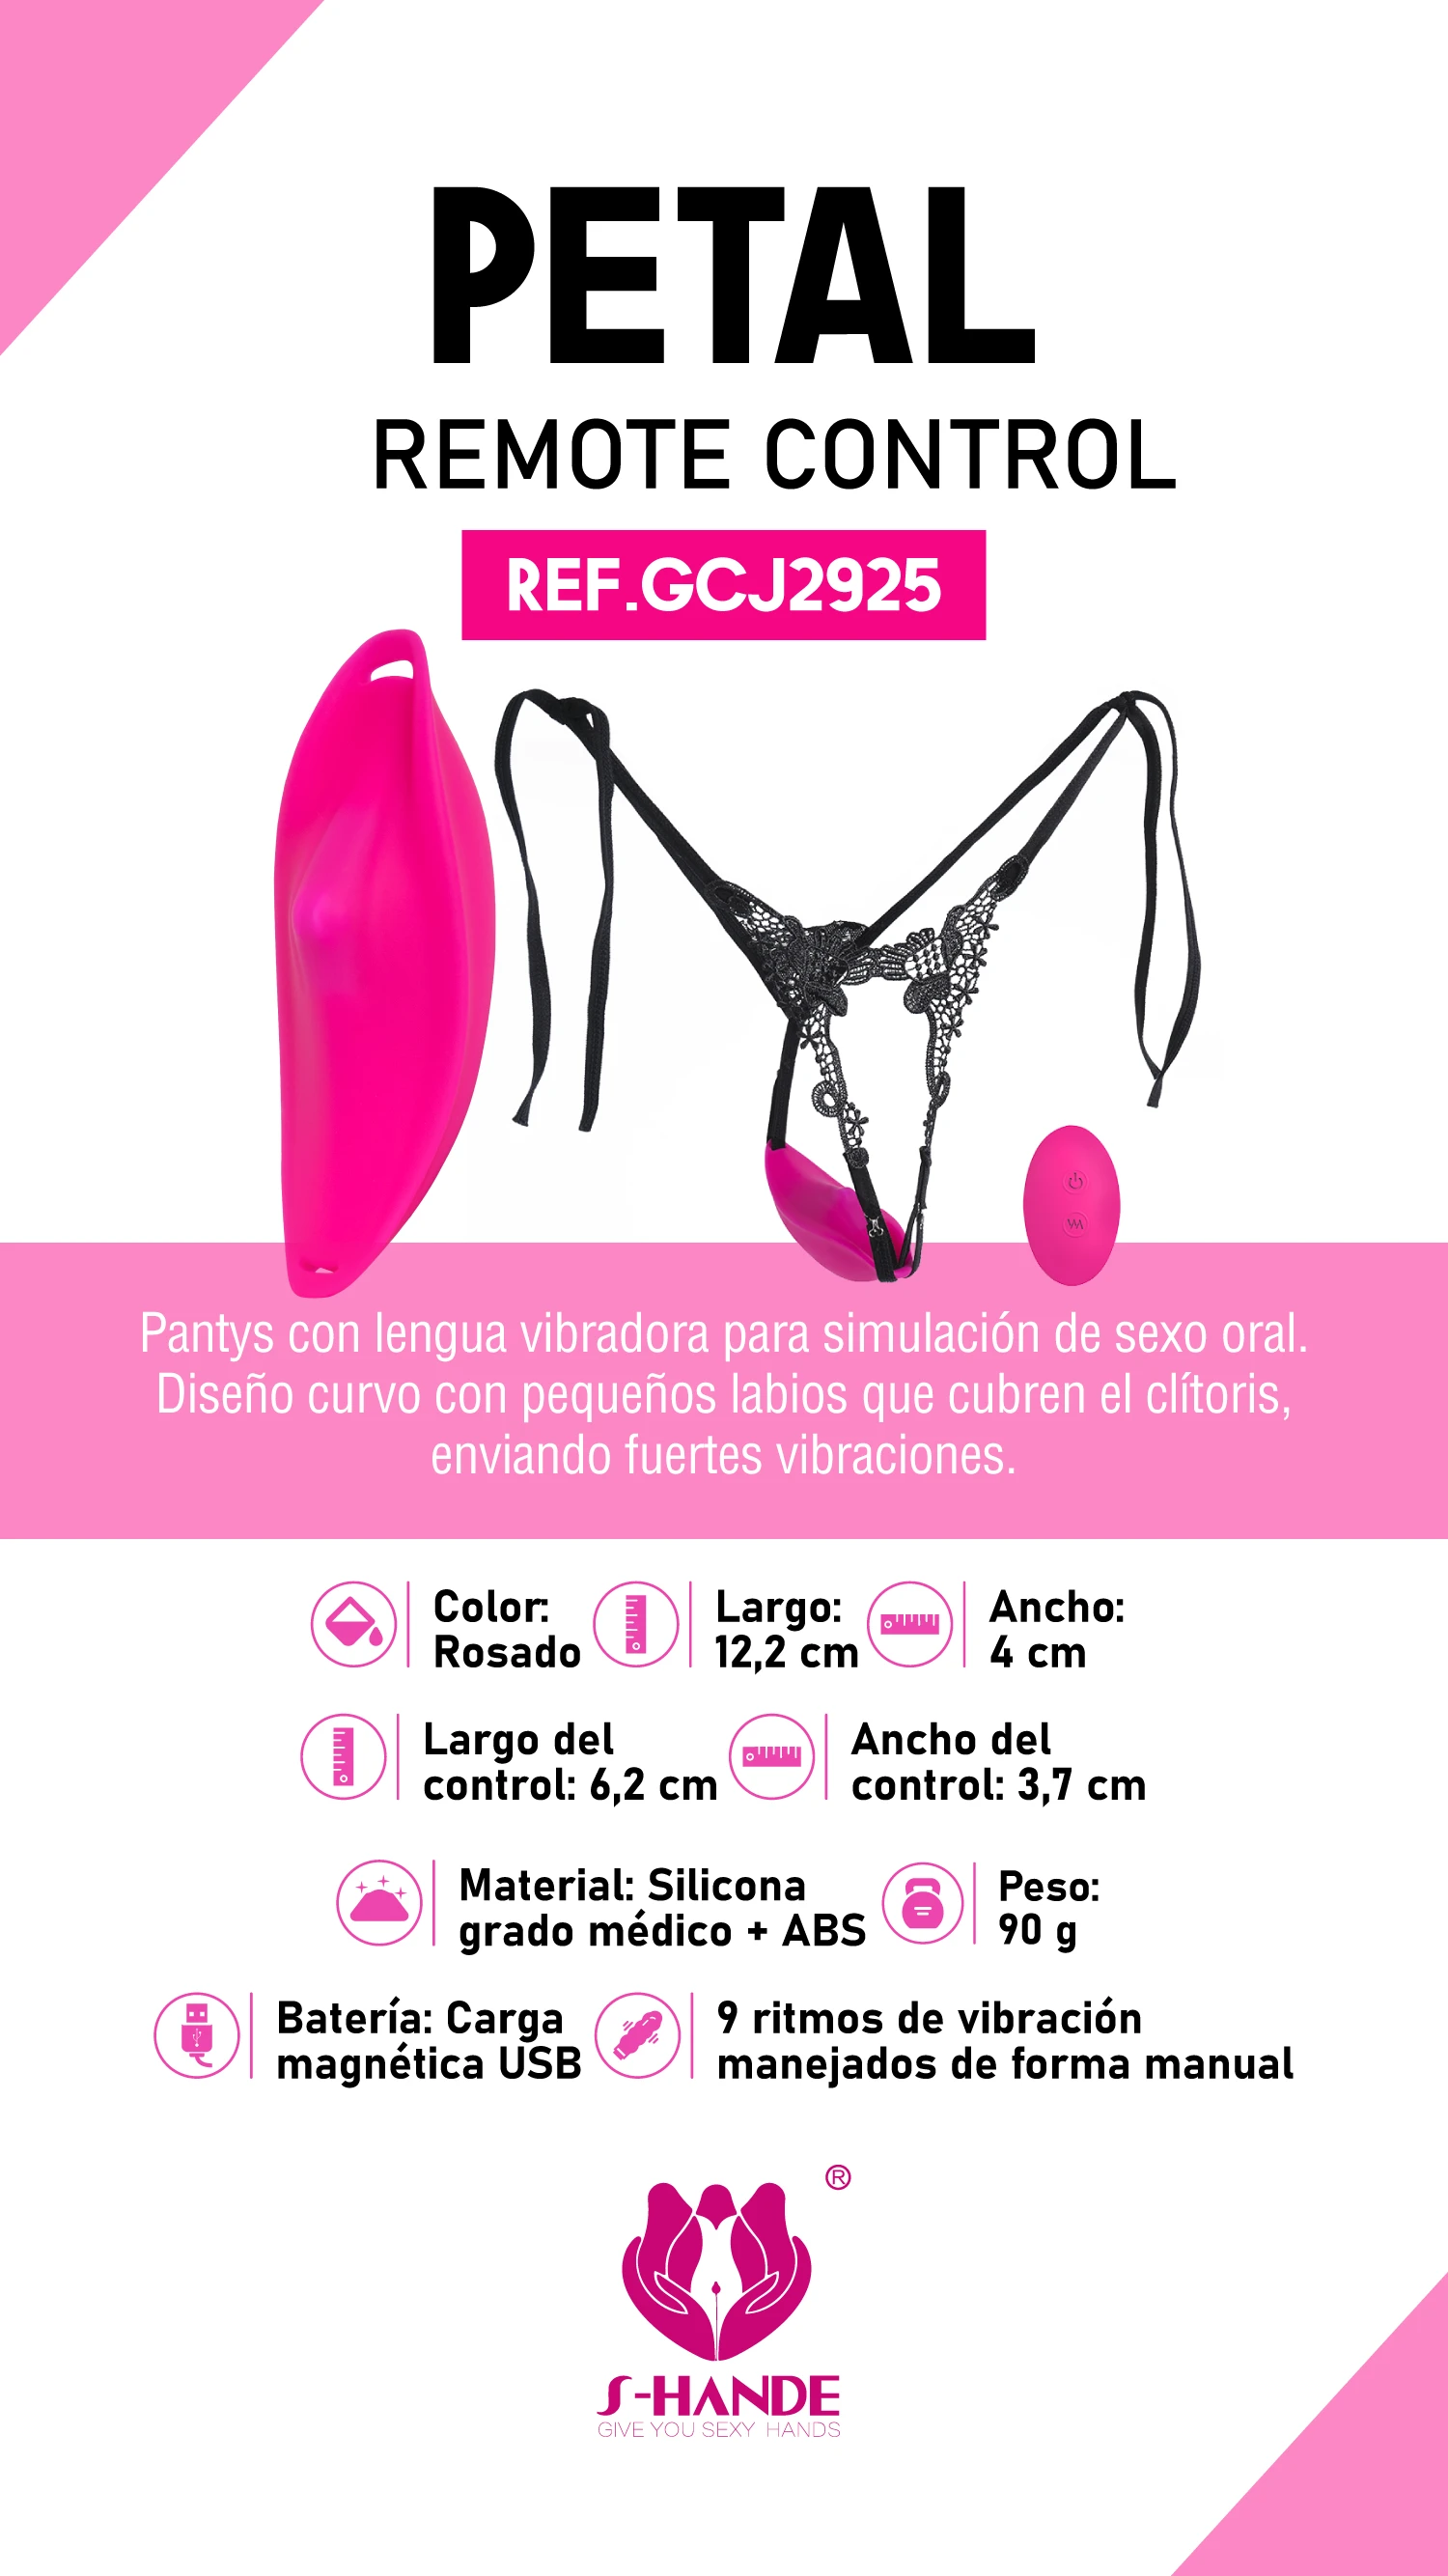 PETAL
REMOTE CONTROL
REF.GCJ2925
Pantys con lengua vibradora para simulación de sexo oral.
Diseño curvo con pequeños labios que cubren el clítoris,
enviando fuertes vibraciones.
Color:
Rosado
Largo:
12,2 cm
Ancho:
4 cm
Largo del
control: 6,2 cm
Ancho del
control: 3,7 cm
Material: Silicona
grado médico + ABS
Peso:
90 g
Batería: Carga
magnética USB
9 ritmos de vibración
manejados de forma manual
®
S-HANDE
GIVE YOU SEXY HANDS